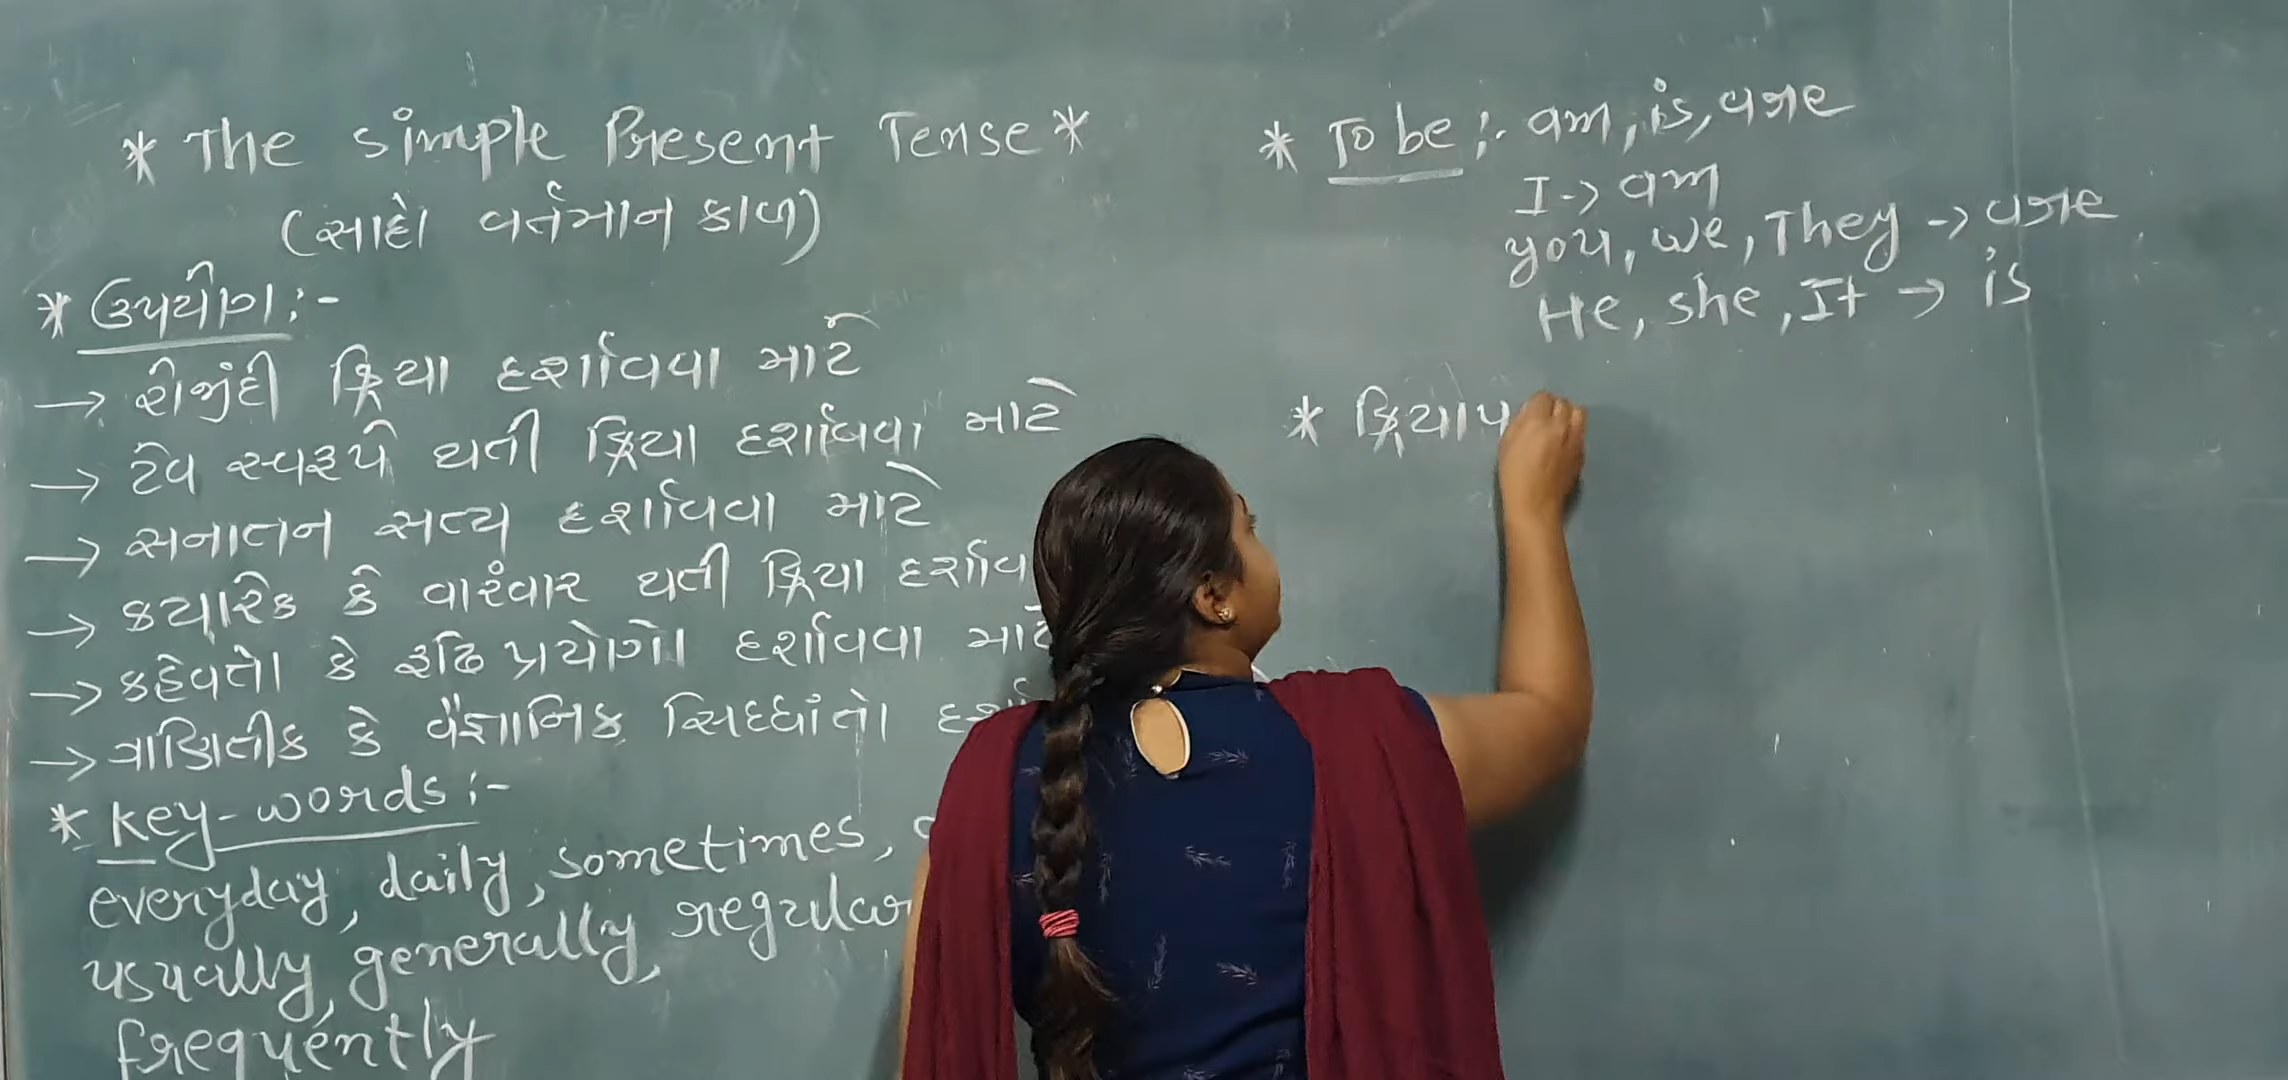 * The Simple Present Tense *
(સાદો વર્તમાન કાળ)
* ઉપયોગ :-
→ રોજીંદી ક્રિયા દર્શાવવા માટે
→ ટેવ સ્વરૂપે થતી ક્રિયા દર્શાવવા માટે
→ સનાતન સત્ય દર્શાવવા માટે
→ કયારેક કે વારંવાર થતી ક્રિયા દર્શાવ
→ કહેવતો કે રૂઢિ પ્રયોગો દર્શાવવા માટે
→ ગાણિતીક કે વૈજ્ઞાનિક સિધ્ધાંતો
* Key-words :-
everyday, daily, sometimes,
usually, generally, regular
frequently
* To be :- am, is, are
I -> am
you, we, They -> are
He, she, It -> is
* ક્રિયાપ